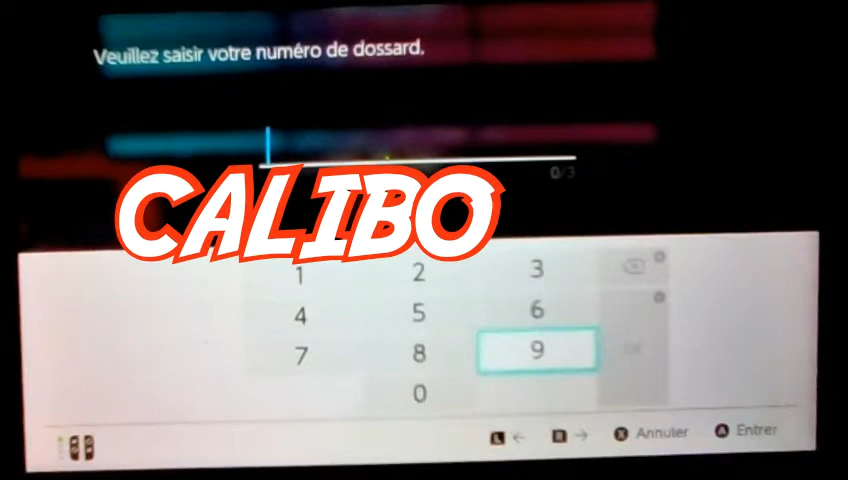 Veuillez saisir votre numéro de dossard.
0/3
CALIBO
1 2 3
4 5 6
7 8 9
0
L ← R → X Annuler A Entrer